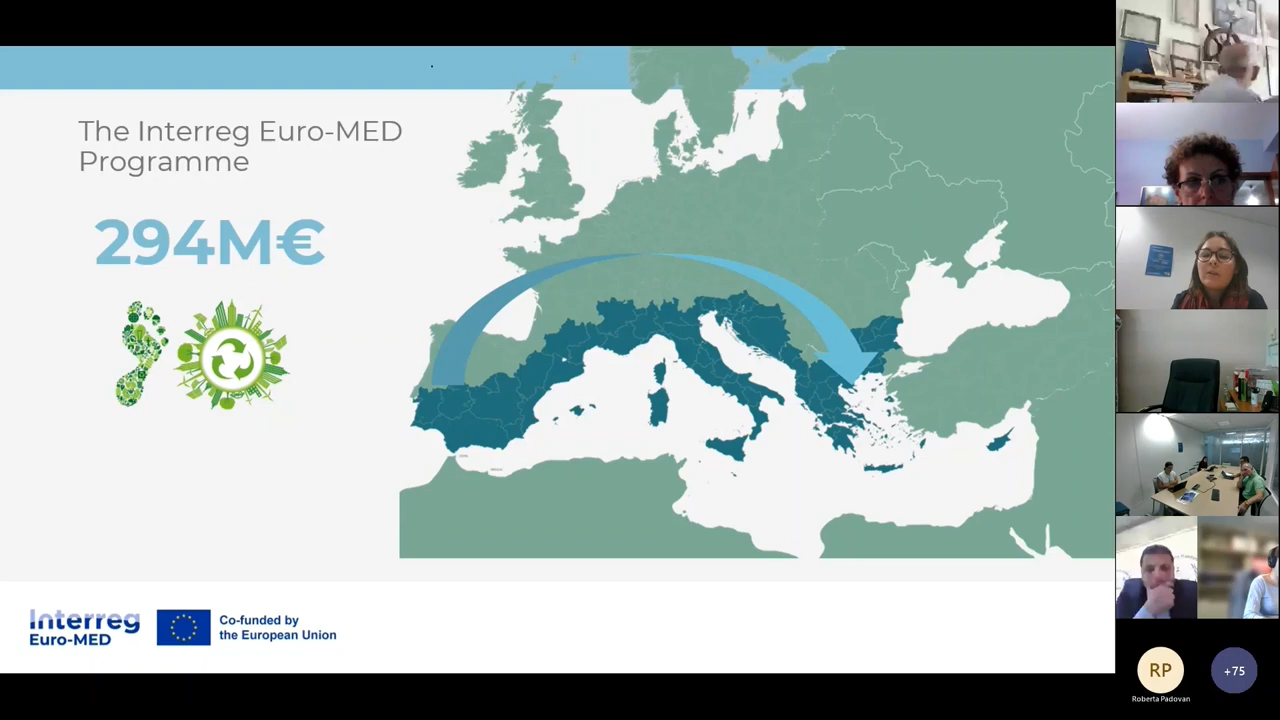 The Interreg Euro-MED
Programme
294M€
Interreg
Euro-MED
Co-funded by
the European Union
RP
Roberta Padovan
+75